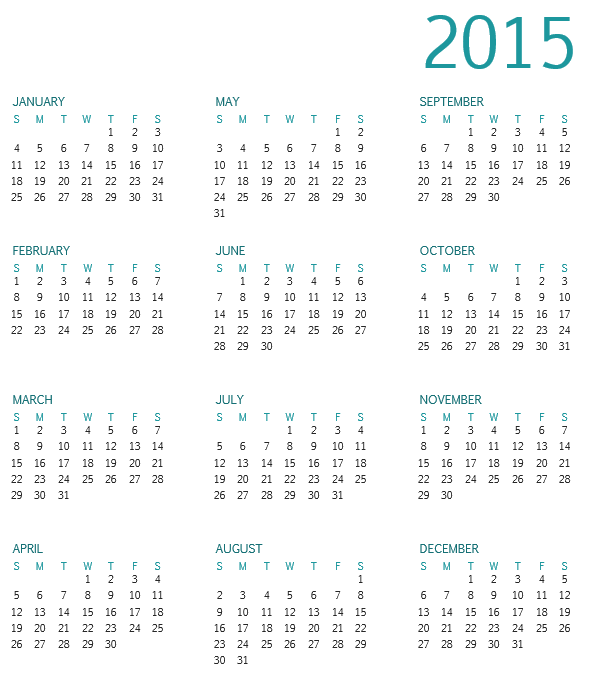 2015
JANUARY
S M T W T F S
1 2 3
4 5 6 7 8 9 10
11 12 13 14 15 16 17
18 19 20 21 22 23 24
25 26 27 28 29 30 31
FEBRUARY
S M T W T F S
1 2 3 4 5 6 7
8 9 10 11 12 13 14
15 16 17 18 19 20 21
22 23 24 25 26 27 28
MARCH
S M T W T F S
1 2 3 4 5 6 7
8 9 10 11 12 13 14
15 16 17 18 19 20 21
22 23 24 25 26 27 28
29 30 31
APRIL
S M T W T F S
1 2 3 4
5 6 7 8 9 10 11
12 13 14 15 16 17 18
19 20 21 22 23 24 25
26 27 28 29 30
MAY
S M T W T F S
1 2
3 4 5 6 7 8 9
10 11 12 13 14 15 16
17 18 19 20 21 22 23
24 25 26 27 28 29 30
31
JUNE
S M T W T F S
1 2 3 4 5 6
7 8 9 10 11 12 13
14 15 16 17 18 19 20
21 22 23 24 25 26 27
28 29 30
JULY
S M T W T F S
1 2 3 4
5 6 7 8 9 10 11
12 13 14 15 16 17 18
19 20 21 22 23 24 25
26 27 28 29 30 31
AUGUST
S M T W T F S
1
2 3 4 5 6 7 8
9 10 11 12 13 14 15
16 17 18 19 20 21 22
23 24 25 26 27 28 29
30 31
SEPTEMBER
S M T W T F S
1 2 3 4 5
6 7 8 9 10 11 12
13 14 15 16 17 18 19
20 21 22 23 24 25 26
27 28 29 30
OCTOBER
S M T W T F S
1 2 3
4 5 6 7 8 9 10
11 12 13 14 15 16 17
18 19 20 21 22 23 24
25 26 27 28 29 30 31
NOVEMBER
S M T W T F S
1 2 3 4 5 6 7
8 9 10 11 12 13 14
15 16 17 18 19 20 21
22 23 24 25 26 27 28
29 30
DECEMBER
S M T W T F S
1 2 3 4 5
6 7 8 9 10 11 12
13 14 15 16 17 18 19
20 21 22 23 24 25 26
27 28 29 30 31